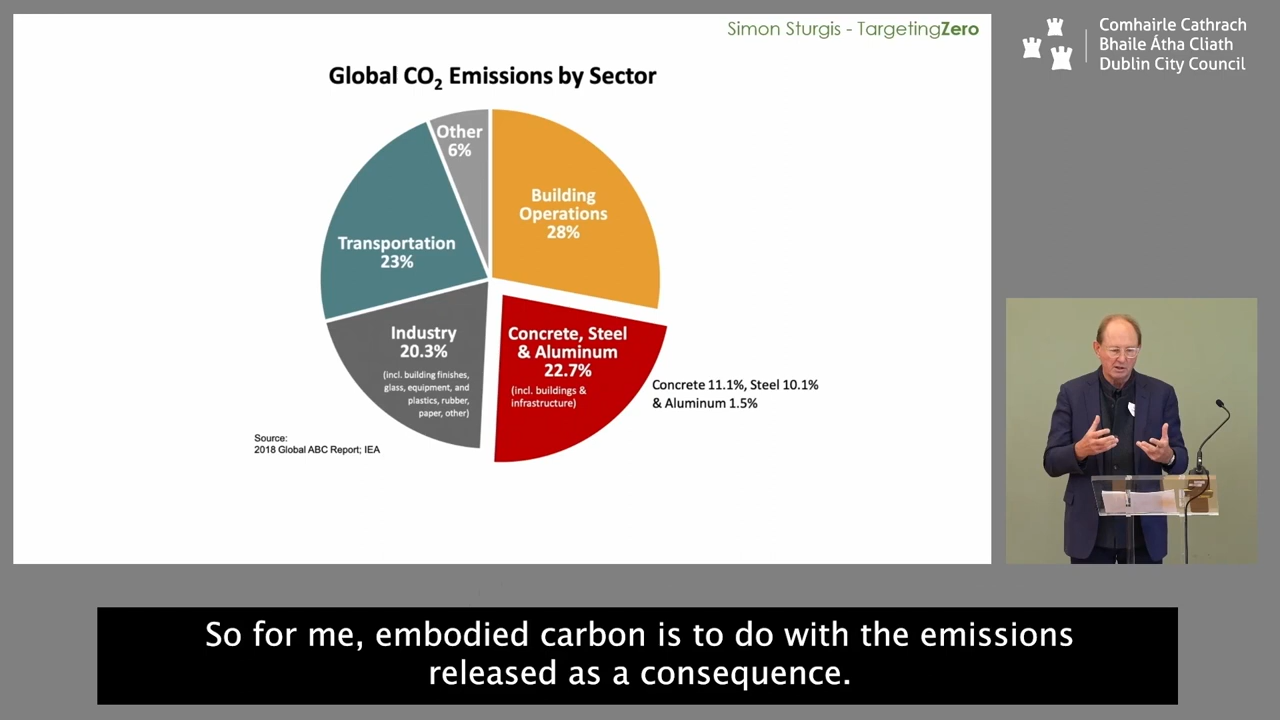 Simon Sturgis - TargetingZero
Comhairle Cathrach
Bhaile Átha Cliath
Dublin City Council
Global CO₂ Emissions by Sector
Other
6%
Building
Operations
28%
Transportation
23%
Industry
20.3%
(incl. building finishes,
glass, equipment, and
plastics, rubber,
paper, other)
Concrete, Steel
& Aluminum
22.7%
(incl. buildings &
infrastructure)
Concrete 11.1%, Steel 10.1%
& Aluminum 1.5%
Source:
2018 Global ABC Report; IEA
So for me, embodied carbon is to do with the emissions
released as a consequence.